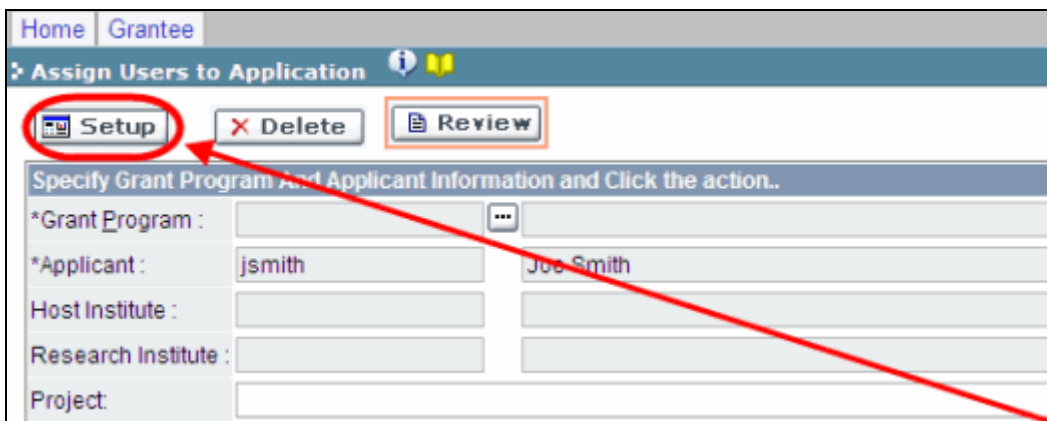 Home Grantee
Assign Users to Application
Setup Delete Review
Specify Grant Program And Applicant Information and Click the action..
*Grant Program : ...
*Applicant : jsmith Joe Smith
Host Institute :
Research Institute :
Project: